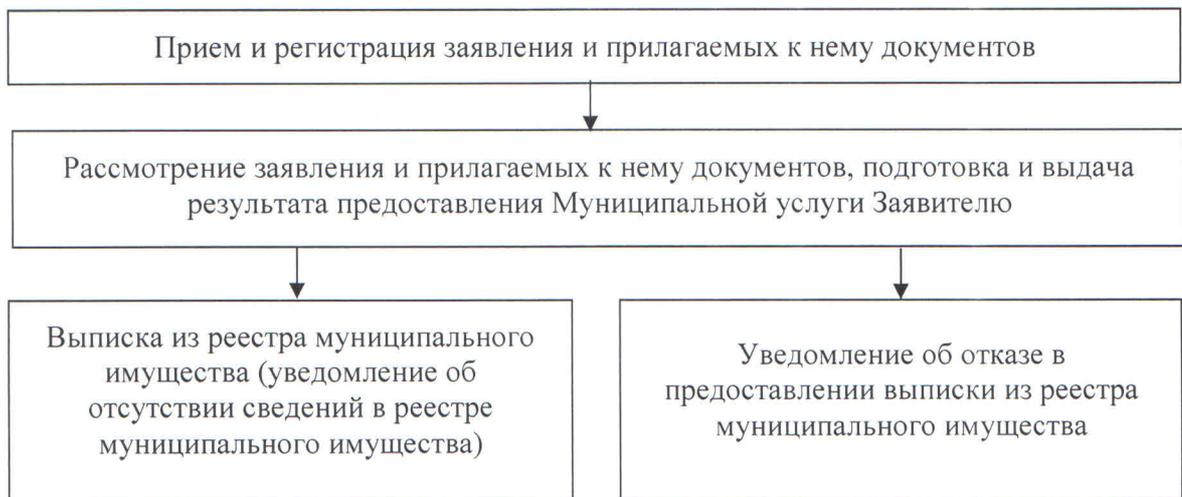 Прием и регистрация заявления и прилагаемых к нему документов
Рассмотрение заявления и прилагаемых к нему документов, подготовка и выдача
результата предоставления Муниципальной услуги Заявителю
Выписка из реестра муниципального
имущества (уведомление об
отсутствии сведений в реестре
муниципального имущества)
Уведомление об отказе в
предоставлении выписки из реестра
муниципального имущества